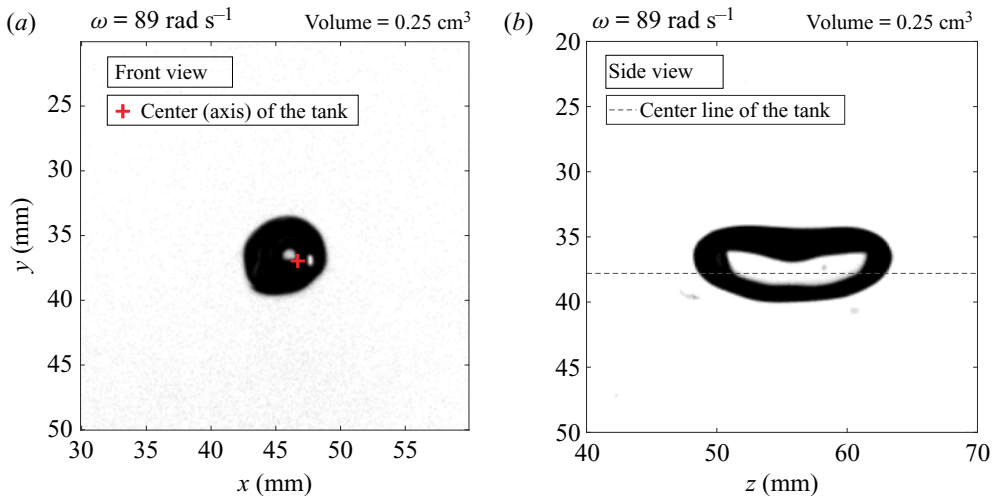 (a) ω = 89 rad s⁻¹ Volume = 0.25 cm³
Front view
+ Center (axis) of the tank
25
30
35
40
45
50
30 35 40 45 50 55
y (mm)
x (mm)
(b) ω = 89 rad s⁻¹ Volume = 0.25 cm³
Side view
Center line of the tank
20
25
30
35
40
45
50
40 50 60 70
z (mm)